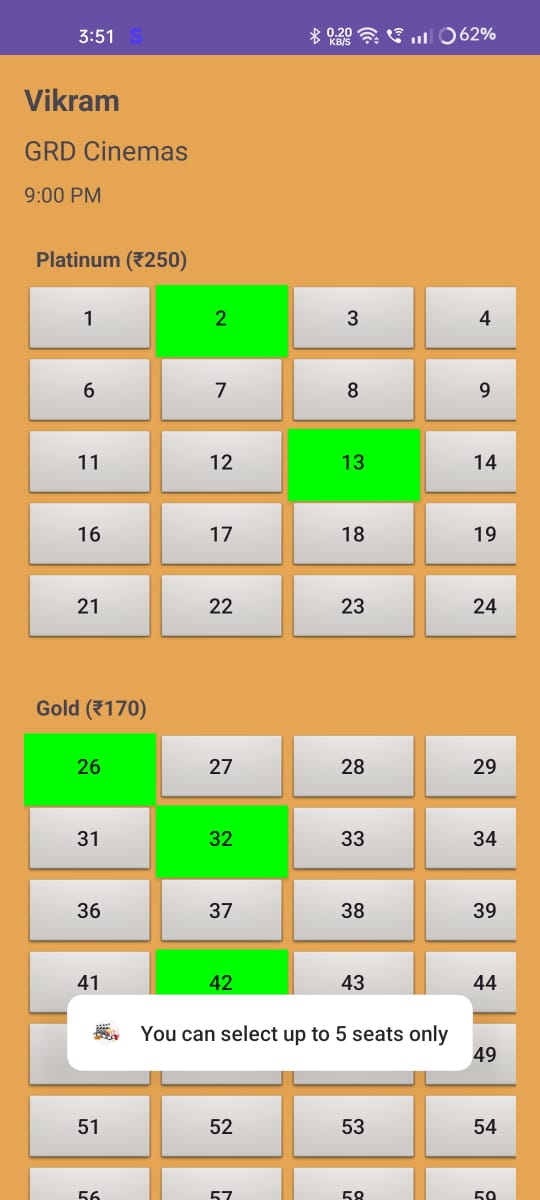 3:51 S 0.20 KB/S 62%
Vikram
GRD Cinemas
9:00 PM
Platinum (₹250)
1 2 3 4
6 7 8 9
11 12 13 14
16 17 18 19
21 22 23 24
Gold (₹170)
26 27 28 29
31 32 33 34
36 37 38 39
41 42 43 44
You can select up to 5 seats only 49
51 52 53 54
56 57 58 59